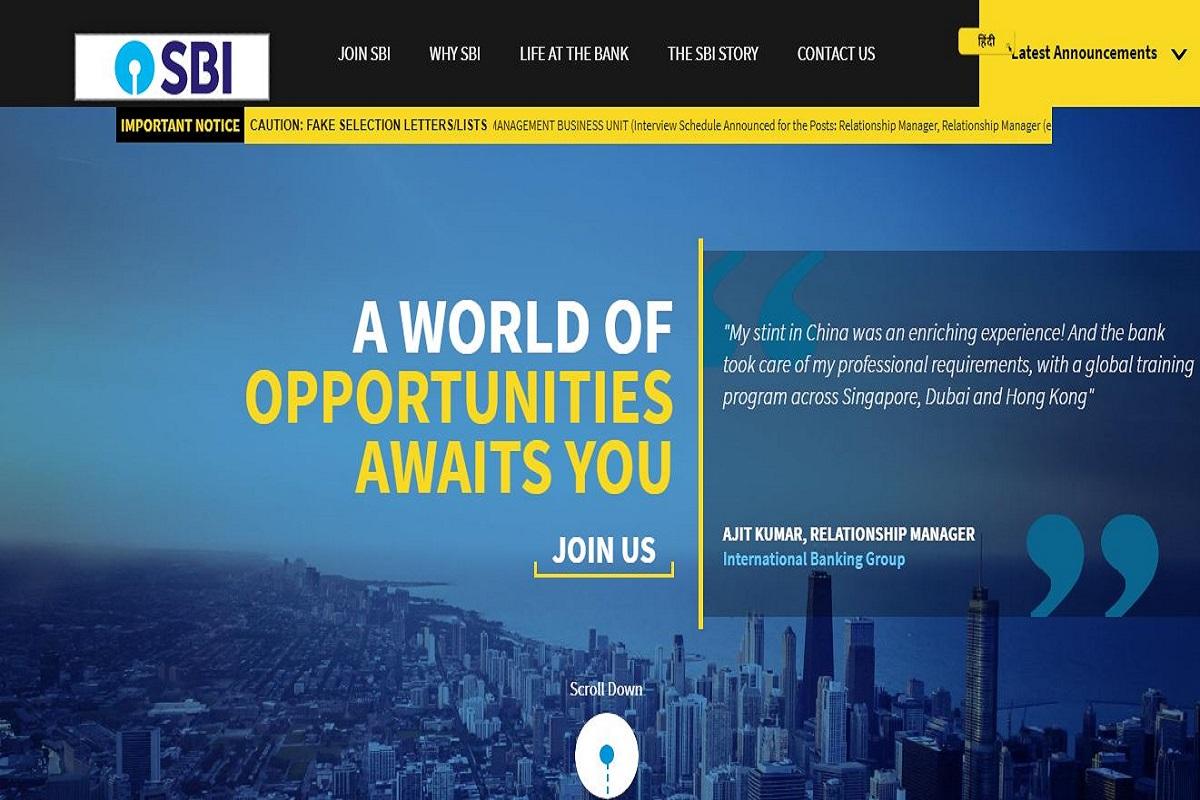 SBI
JOIN SBI WHY SBI LIFE AT THE BANK THE SBI STORY CONTACT US
हिंदी
Latest Announcements
IMPORTANT NOTICE CAUTION: FAKE SELECTION LETTERS/LISTS MANAGEMENT BUSINESS UNIT (Interview Schedule Announced for the Posts: Relationship Manager, Relationship Manager (e
A WORLD OF
OPPORTUNITIES
AWAITS YOU
JOIN US
"My stint in China was an enriching experience! And the bank
took care of my professional requirements, with a global training
program across Singapore, Dubai and Hong Kong"
AJIT KUMAR, RELATIONSHIP MANAGER
International Banking Group
Scroll Down